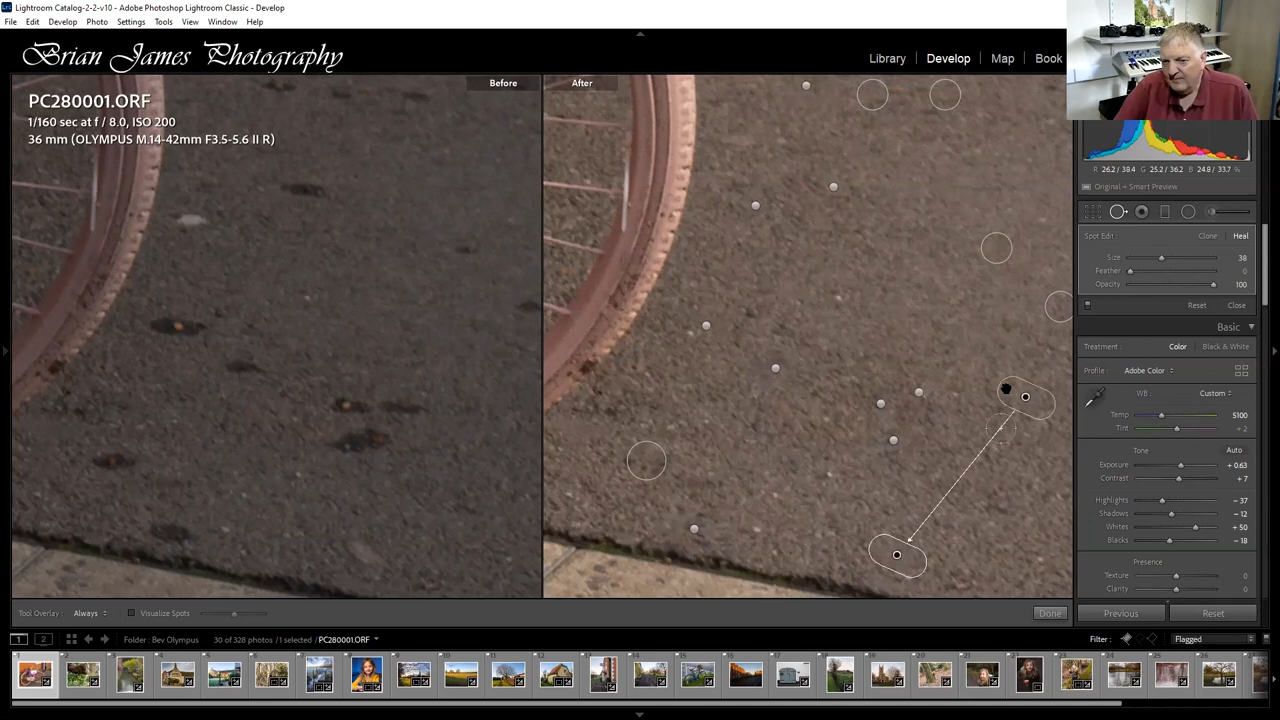 Lightroom Catalog-2-2-v10 - Adobe Photoshop Lightroom Classic - Develop
File Edit Develop Photo Settings Tools View Window Help
Brian James Photography
Library Develop Map Book
Before After
PC280001.ORF
1/160 sec at f / 8.0, ISO 200
36 mm (OLYMPUS M.14-42mm F3.5-5.6 II R)
R 26.2 / 38.4 G 25.2 / 36.2 B 24.8 / 33.7 %
Original + Smart Preview
Spot Edit : Clone Heal
Size 38
Feather 0
Opacity 100
Reset Close
Basic
Treatment : Color Black & White
Profile : Adobe Color
WB : Custom
Temp 5100
Tint + 2
Tone Auto
Exposure + 0.63
Contrast + 7
Highlights − 37
Shadows − 12
Whites + 50
Blacks − 18
Presence
Texture 0
Clarity 0
Tool Overlay : Always Visualize Spots Done Previous Reset
1 2 Folder : Bev Olympus 30 of 328 photos / 1 selected / PC280001.ORF Filter : Flagged